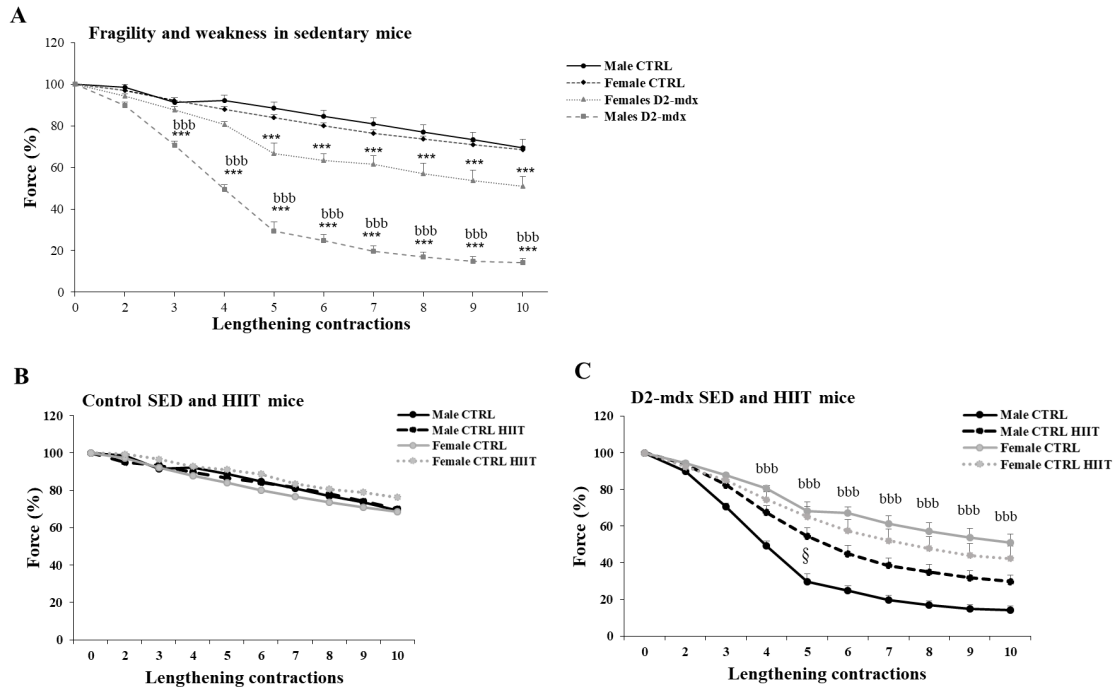 A
Fragility and weakness in sedentary mice
Male CTRL
Female CTRL
Females D2-mdx
Males D2-mdx
Force (%)
120
100
80
60
40
20
0
bbb
***
bbb
***
***
bbb
***
***
bbb
***
***
bbb
***
***
bbb
***
***
bbb
***
***
bbb
***
0 2 3 4 5 6 7 8 9 10
Lengthening contractions
B
Control SED and HIIT mice
Male CTRL
Male CTRL HIIT
Female CTRL
Female CTRL HIIT
Force (%)
120
100
80
60
40
20
0
0 2 3 4 5 6 7 8 9 10
Lengthening contractions
C
D2-mdx SED and HIIT mice
Male CTRL
Male CTRL HIIT
Female CTRL
Female CTRL HIIT
Force (%)
120
100
80
60
40
20
0
bbb bbb bbb bbb bbb bbb bbb
§
0 2 3 4 5 6 7 8 9 10
Lengthening contractions